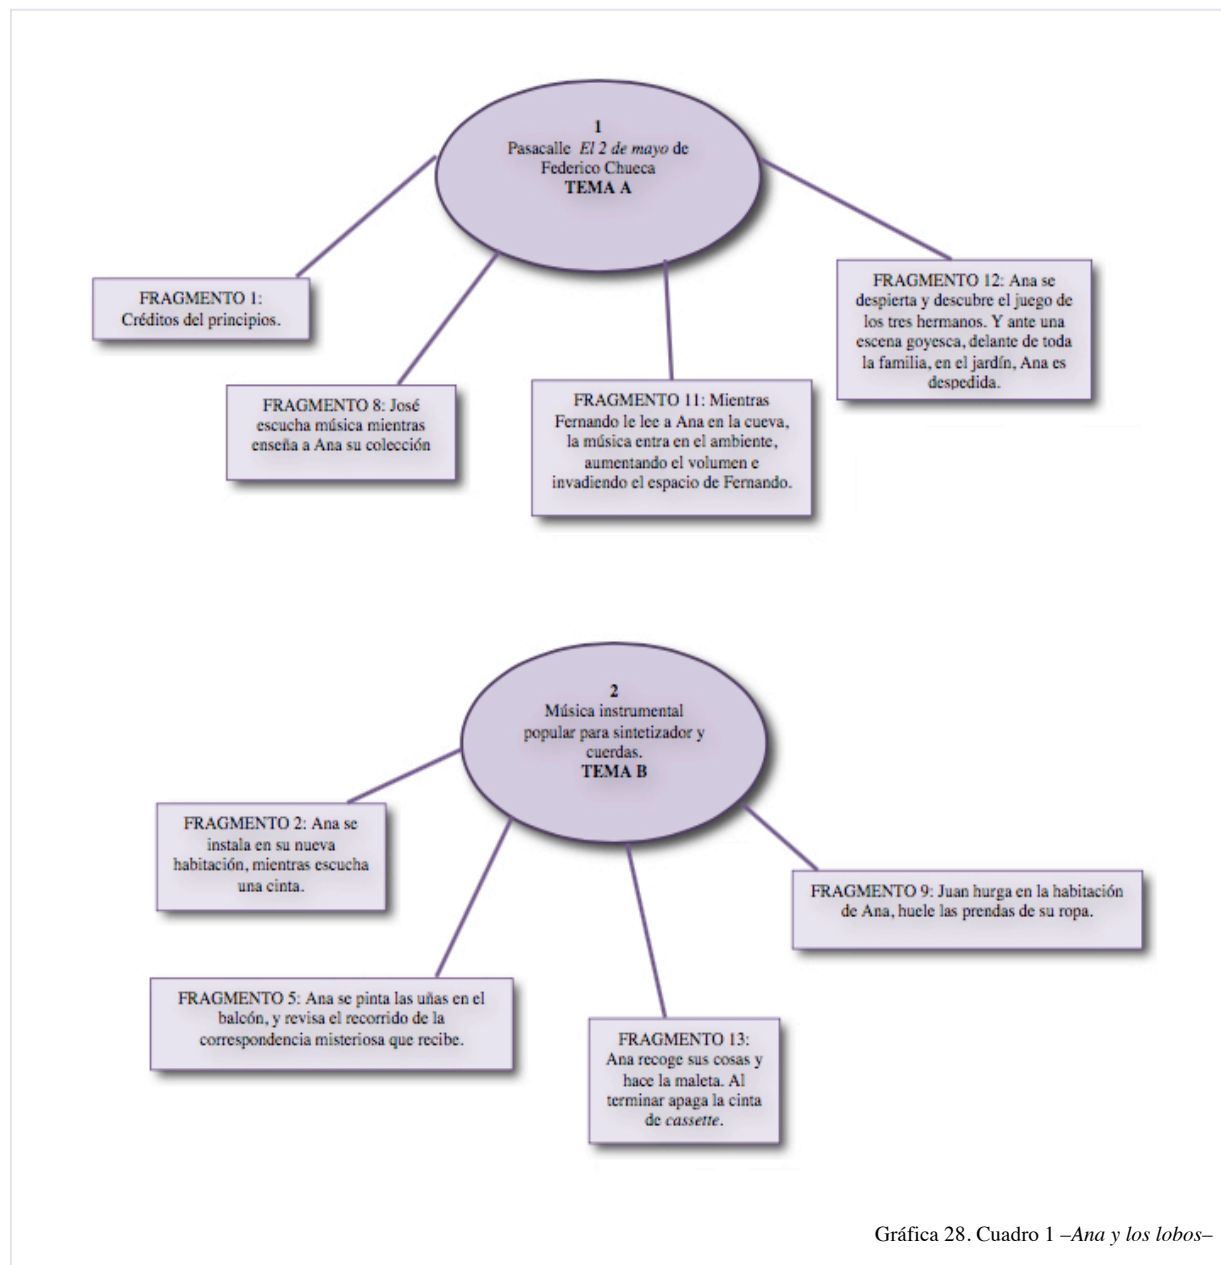 1
Pasacalle El 2 de mayo de
Federico Chueca
TEMA A
FRAGMENTO 1:
Créditos del principios.
FRAGMENTO 8: José
escucha música mientras
enseña a Ana su colección
FRAGMENTO 11: Mientras
Fernando le lee a Ana en la cueva,
la música entra en el ambiente,
aumentando el volumen e
invadiendo el espacio de Fernando.
FRAGMENTO 12: Ana se
despierta y descubre el juego de
los tres hermanos. Y ante una
escena goyesca, delante de toda
la familia, en el jardín, Ana es
despedida.
2
Música instrumental
popular para sintetizador y
cuerdas.
TEMA B
FRAGMENTO 2: Ana se
instala en su nueva
habitación, mientras escucha
una cinta.
FRAGMENTO 5: Ana se pinta las uñas en el
balcón, y revisa el recorrido de la
correspondencia misteriosa que recibe.
FRAGMENTO 13:
Ana recoge sus cosas y
hace la maleta. Al
terminar apaga la cinta
de cassette.
FRAGMENTO 9: Juan hurga en la habitación
de Ana, huele las prendas de su ropa.
Gráfica 28. Cuadro 1 –Ana y los lobos–